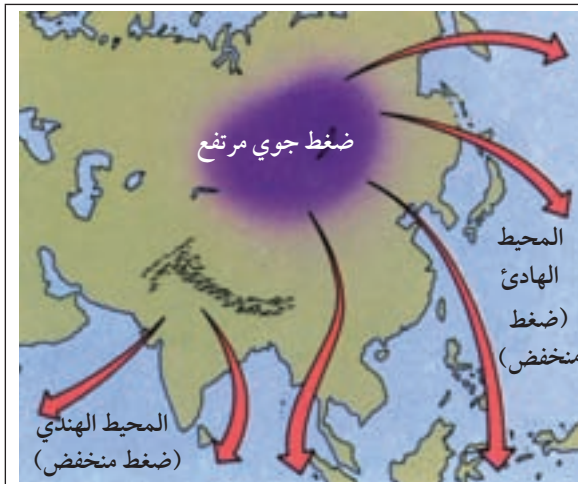 ضغط جوي مرتفع
المحيط
الهادئ
(ضغط
منخفض)
المحيط الهندي
(ضغط منخفض)